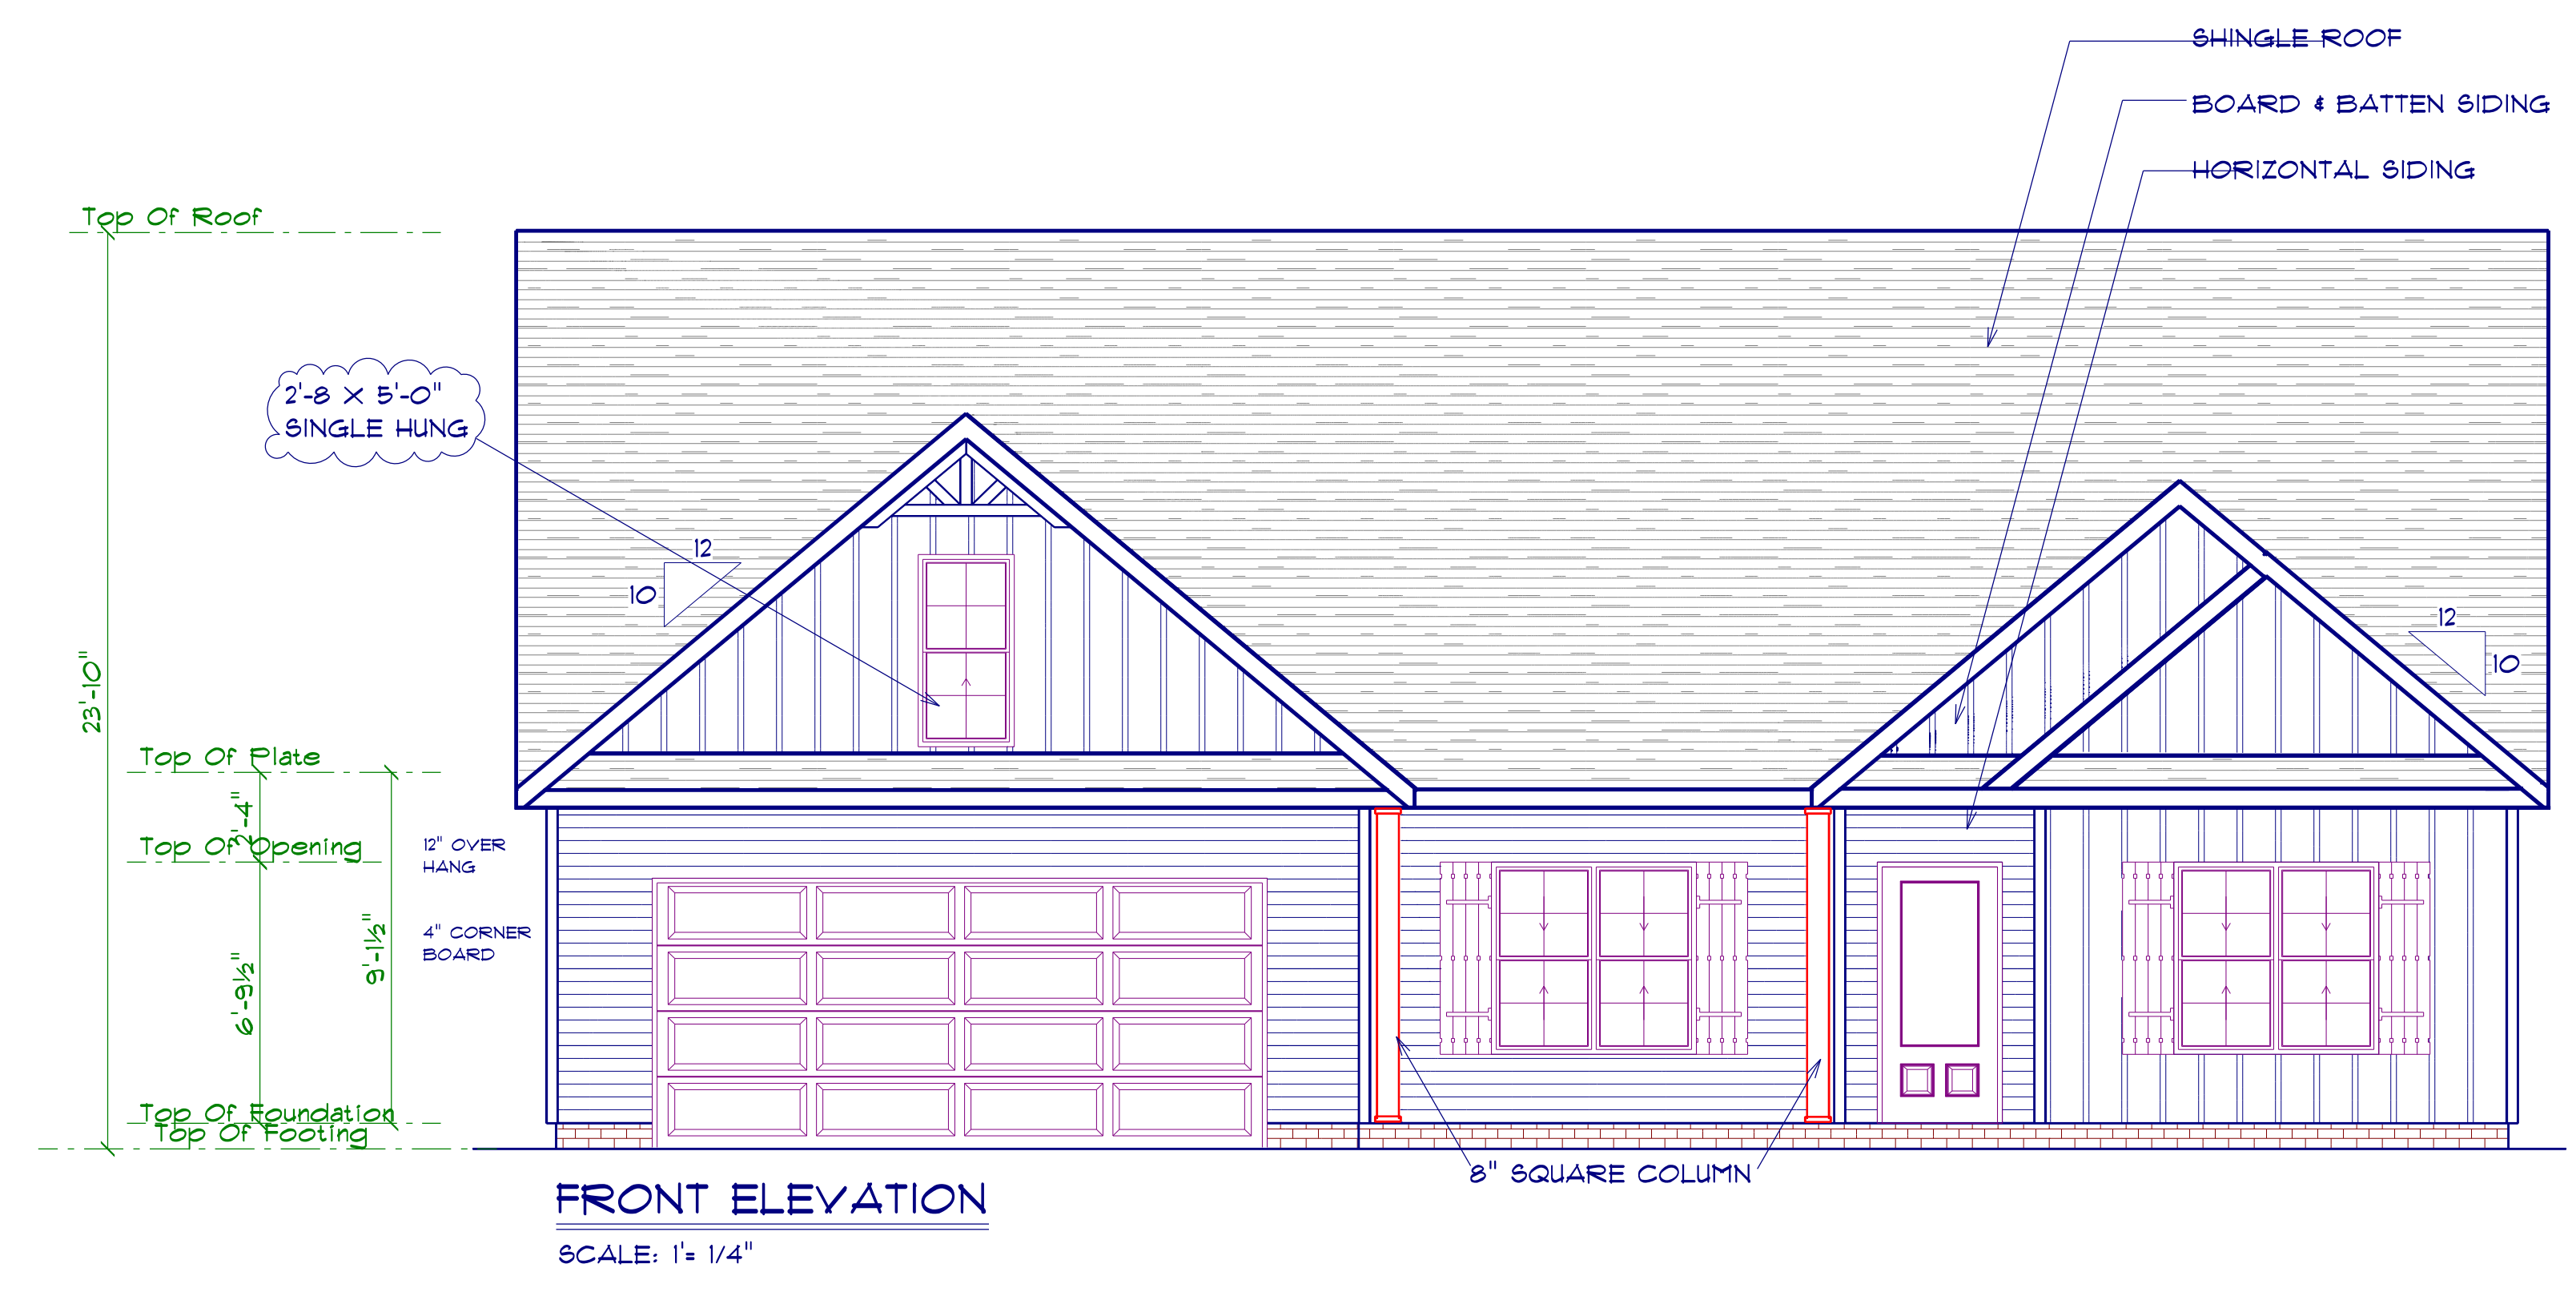 SHINGLE ROOF
BOARD & BATTEN SIDING
HORIZONTAL SIDING
Top Of Roof
2'-8 X 5'-0"
SINGLE HUNG
12
10
12
10
23'-10"
Top Of Plate
2'-4"
Top Of Opening
12" OVER
HANG
9'-1½"
4" CORNER
BOARD
6'-9½"
Top Of Foundation
Top Of Footing
8" SQUARE COLUMN
FRONT ELEVATION
SCALE: 1'= 1/4"